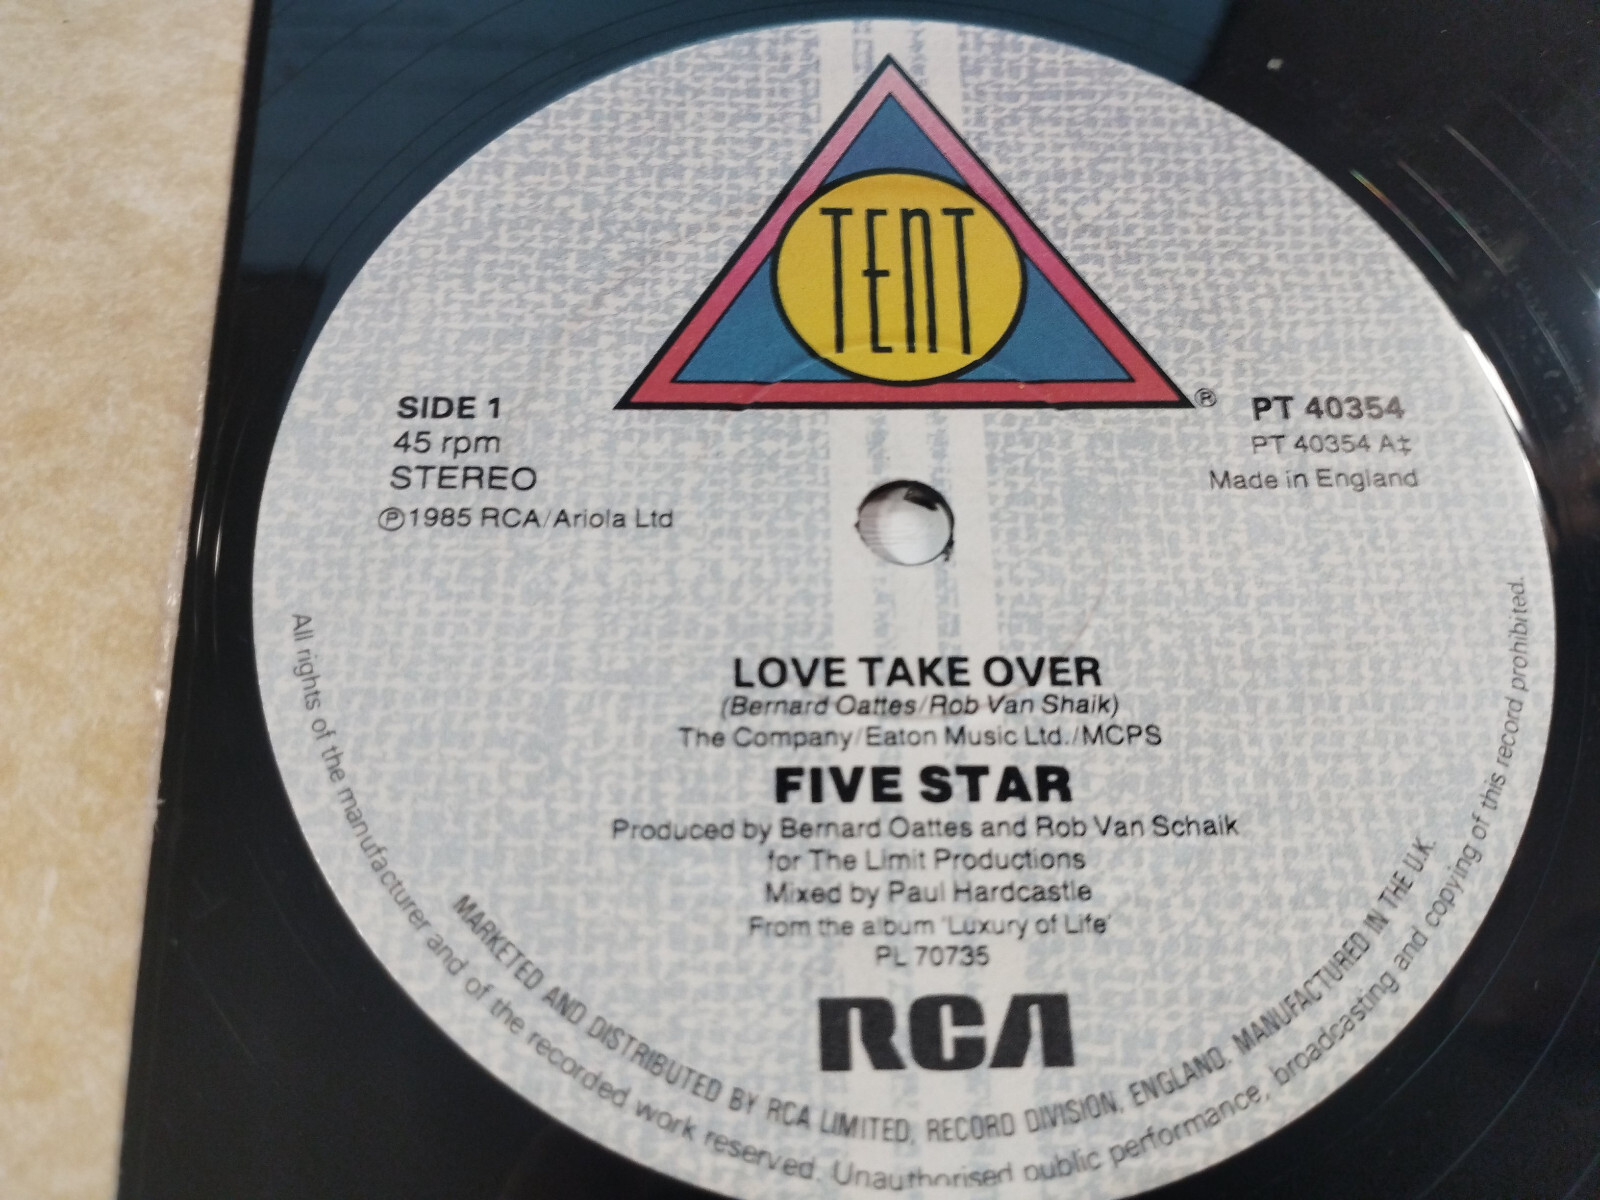 TENT
®
SIDE 1
45 rpm
STEREO
℗1985 RCA/Ariola Ltd
PT 40354
PT 40354 A‡
Made in England
LOVE TAKE OVER
(Bernard Oattes/Rob Van Shaik)
The Company/Eaton Music Ltd./MCPS
FIVE STAR
Produced by Bernard Oattes and Rob Van Schaik
for The Limit Productions
Mixed by Paul Hardcastle
From the album 'Luxury of Life'
PL 70735
RCA
MARKETED AND DISTRIBUTED BY RCA LIMITED, RECORD DIVISION, ENGLAND. MANUFACTURED IN THE U.K.
All rights of the manufacturer and of the recorded work reserved. Unauthorised public performance, broadcasting and copying of this record prohibited.